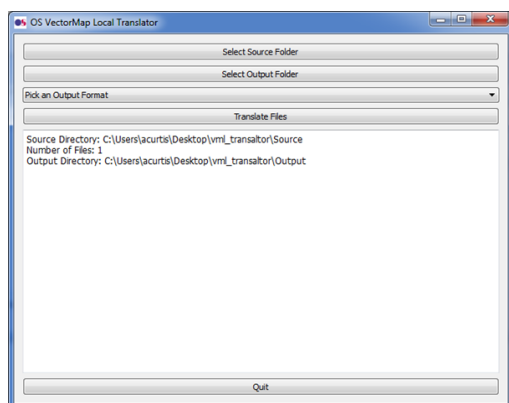 OS VectorMap Local Translator
Select Source Folder
Select Output Folder
Pick an Output Format
Translate Files
Source Directory: C:\Users\acurtis\Desktop\vml_transaltor\Source
Number of Files: 1
Output Directory: C:\Users\acurtis\Desktop\vml_transaltor\Output
Quit